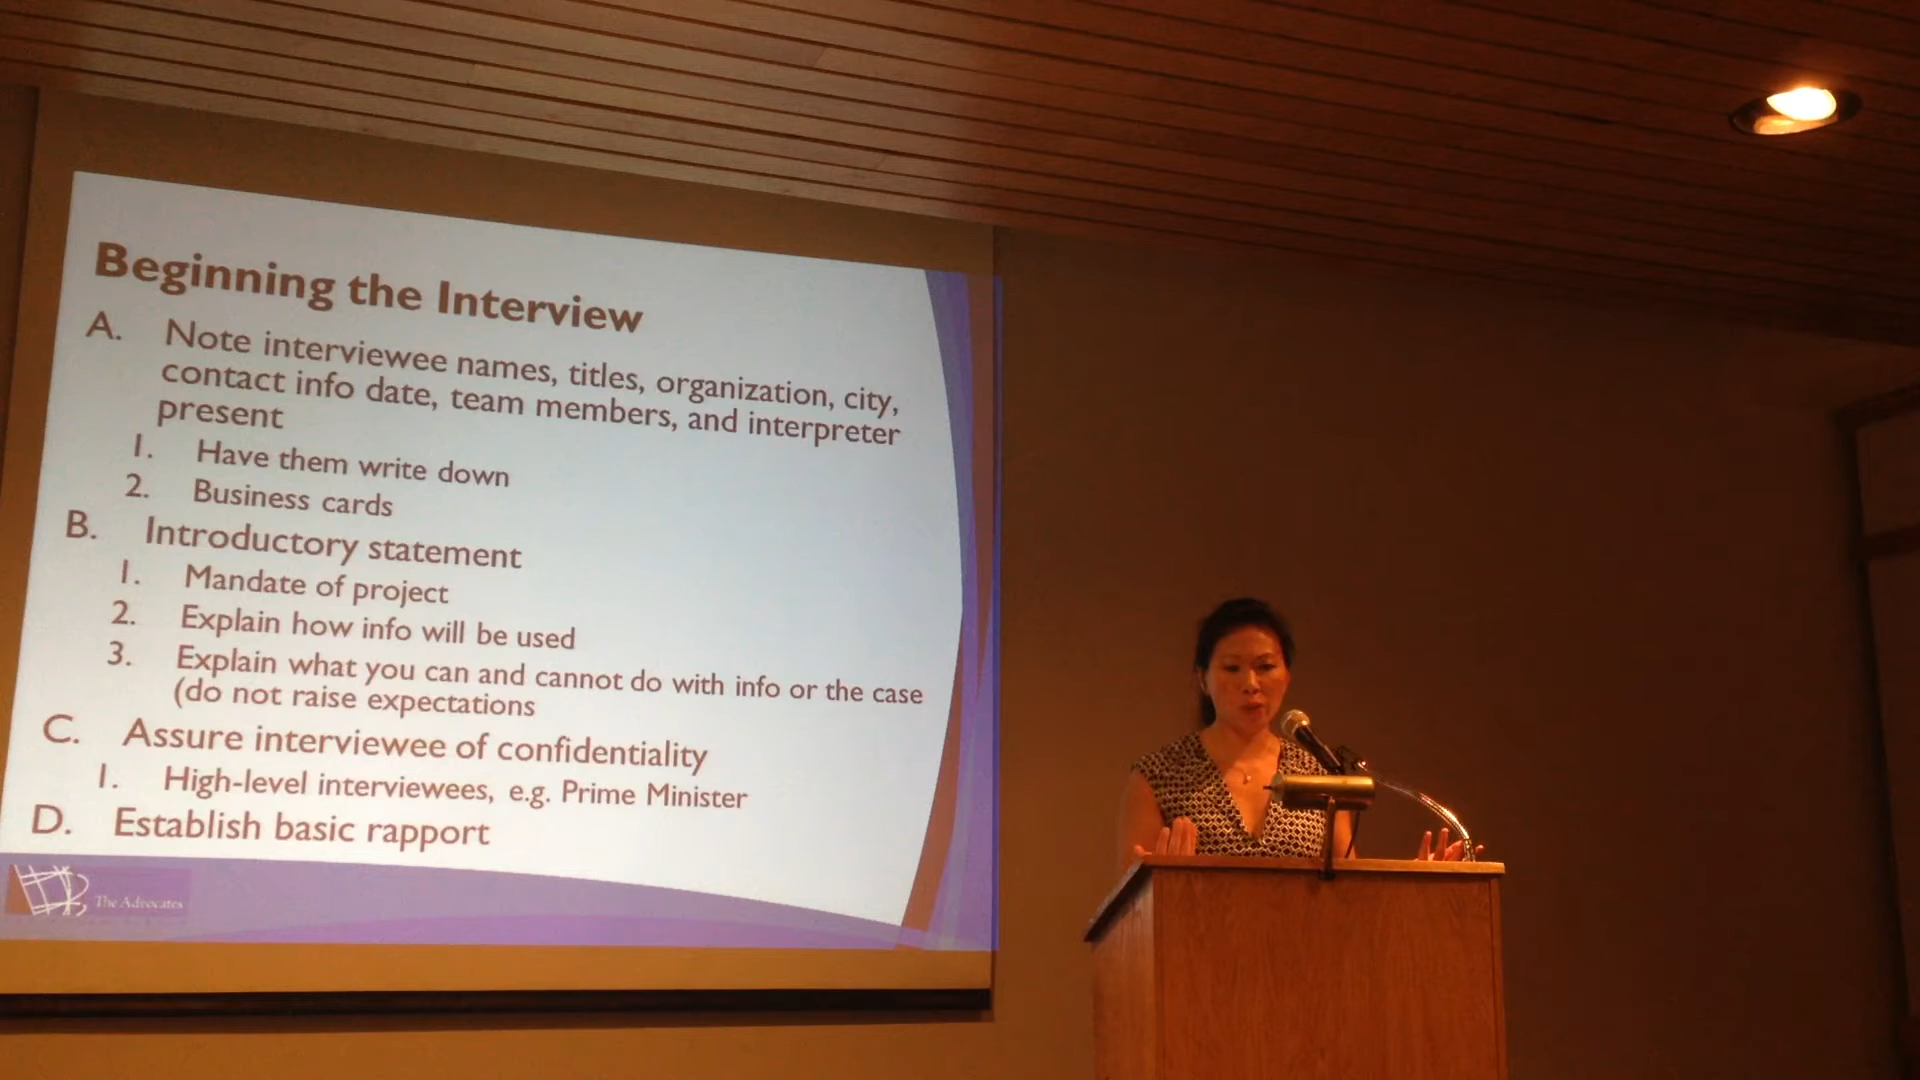 Beginning the Interview
A. Note interviewee names, titles, organization, city,
contact info date, team members, and interpreter
present
1. Have them write down
2. Business cards
B. Introductory statement
1. Mandate of project
2. Explain how info will be used
3. Explain what you can and cannot do with info or the case
(do not raise expectations
C. Assure interviewee of confidentiality
1. High-level interviewees, e.g. Prime Minister
D. Establish basic rapport
The Advocates